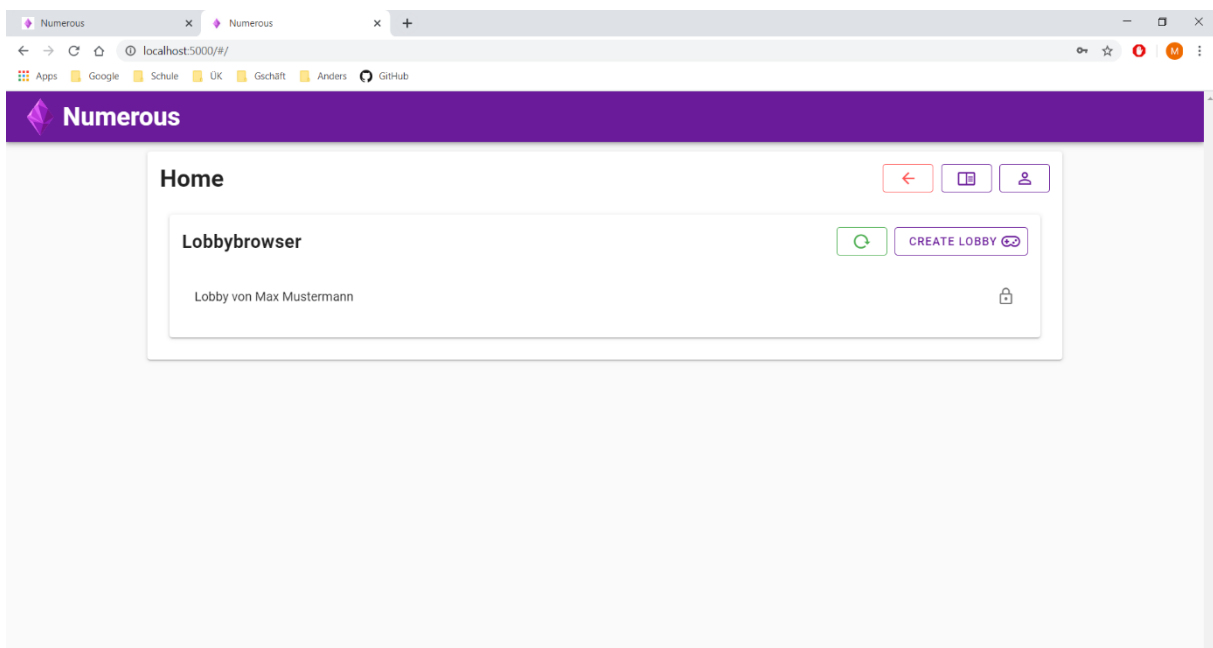 Numerous
Numerous
localhost:5000/#/
M
Apps Google Schule ÜK Gschäft Anders GitHub
Numerous
Home
Lobbybrowser
CREATE LOBBY
Lobby von Max Mustermann